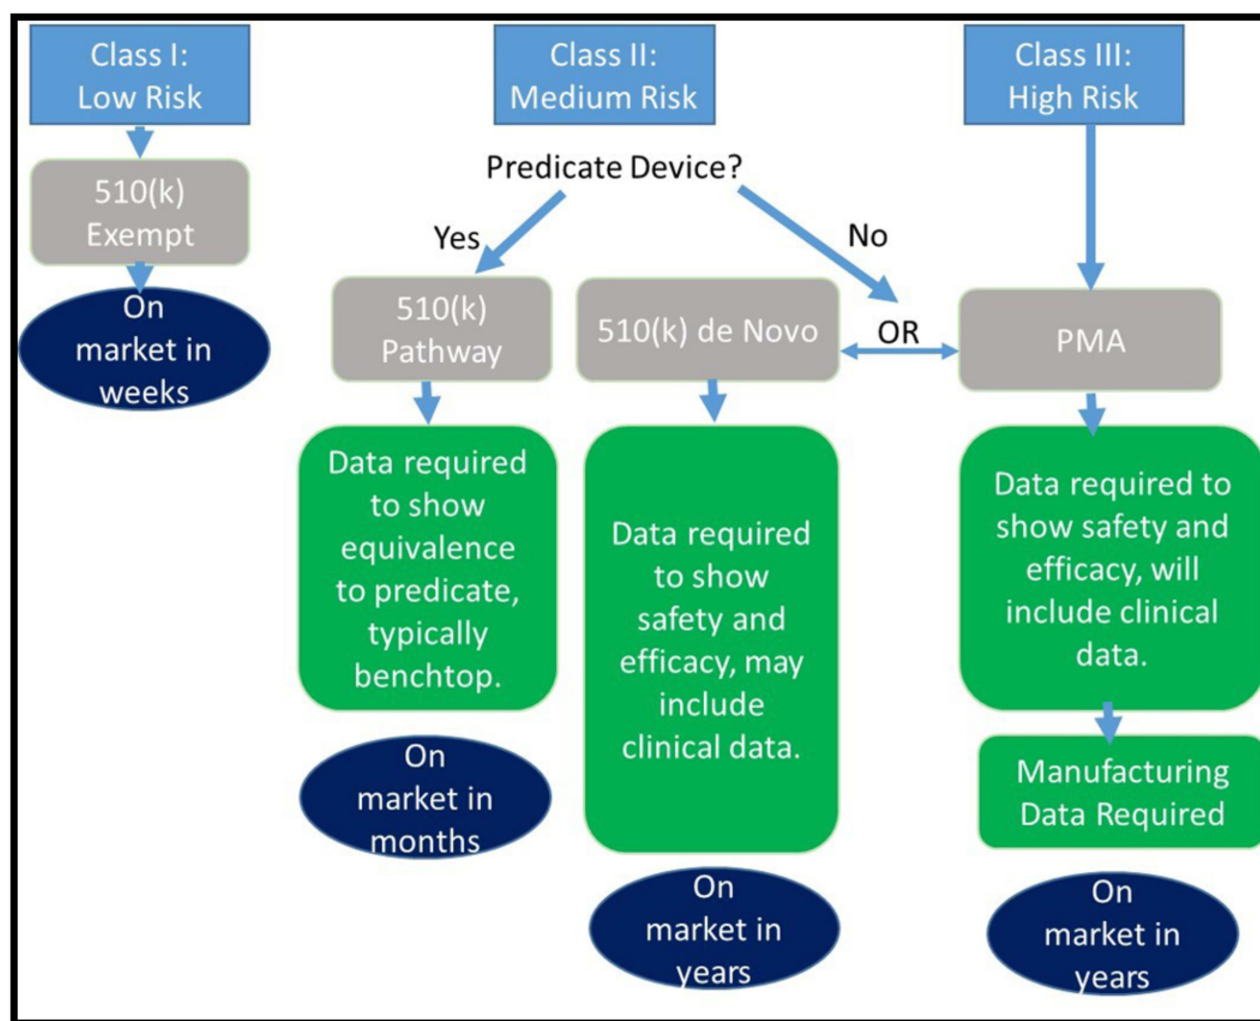 Class I:
Low Risk
510(k)
Exempt
On
market in
weeks
Class II:
Medium Risk
Predicate Device?
Yes
No
510(k)
Pathway
Data required
to show
equivalence
to predicate,
typically
benchtop.
On
market in
months
510(k) de Novo
OR
Data required
to show
safety and
efficacy, may
include
clinical data.
On
market in
years
Class III:
High Risk
PMA
Data required to
show safety and
efficacy, will
include clinical
data.
Manufacturing
Data Required
On
market in
years